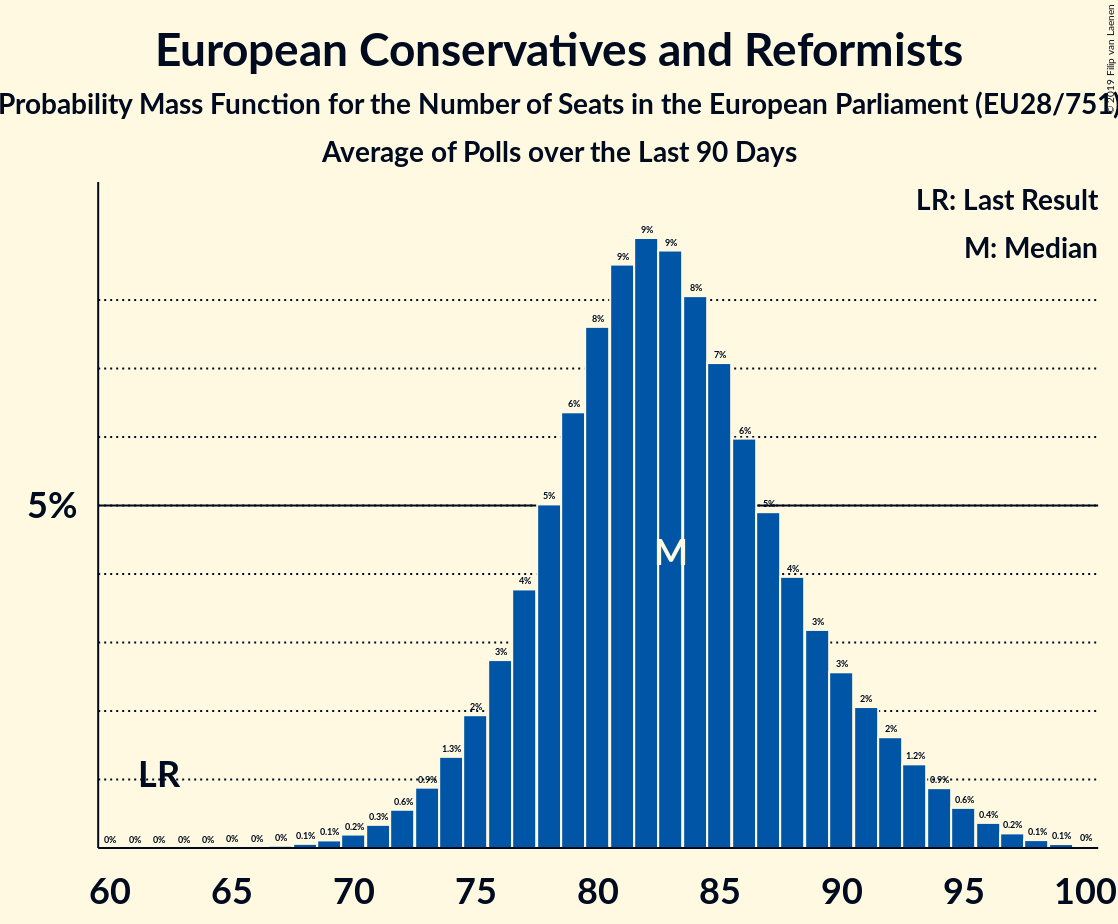 European Conservatives and Reformists
Probability Mass Function for the Number of Seats in the European Parliament (EU28/751)
Average of Polls over the Last 90 Days
© 2019 Filip van Laenen
LR: Last Result
M: Median
9%
9% 9%
8% 8%
7%
6% 6%
5%
5% 5%
4% 4%
M
3% 3%
3%
2% 2%
2%
1.3% 1.2%
LR
0.9% 0.9%
0.6% 0.6%
0% 0% 0% 0% 0% 0% 0% 0% 0.1% 0.1% 0.2% 0.3% 0.4% 0.2% 0.1% 0.1% 0%
60 65 70 75 80 85 90 95 100